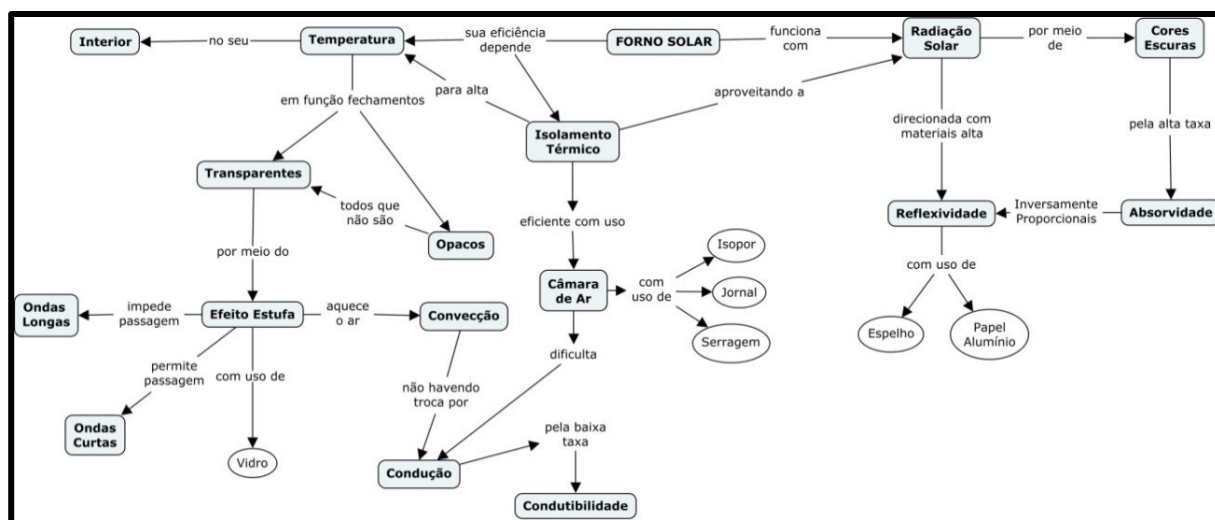 Interior
no seu
Temperatura
sua eficiência
depende
FORNO SOLAR
funciona
com
Radiação
Solar
por meio
de
Cores
Escuras
em função fechamentos
para alta
aproveitando a
direcionada com
materiais alta
pela alta taxa
Isolamento
Térmico
Transparentes
todos que
não são
Opacos
eficiente com uso
Reflexividade
Inversamente
Proporcionais
Absorvidade
por meio do
Isopor
Câmara
de Ar
com
uso de
Jornal
Serragem
com uso de
Espelho
Papel
Alumínio
Ondas
Longas
impede
passagem
Efeito Estufa
aquece
o ar
Convecção
dificulta
permite
passagem
com uso de
não havendo
troca por
Ondas
Curtas
Vidro
Condução
pela baixa
taxa
Condutibilidade